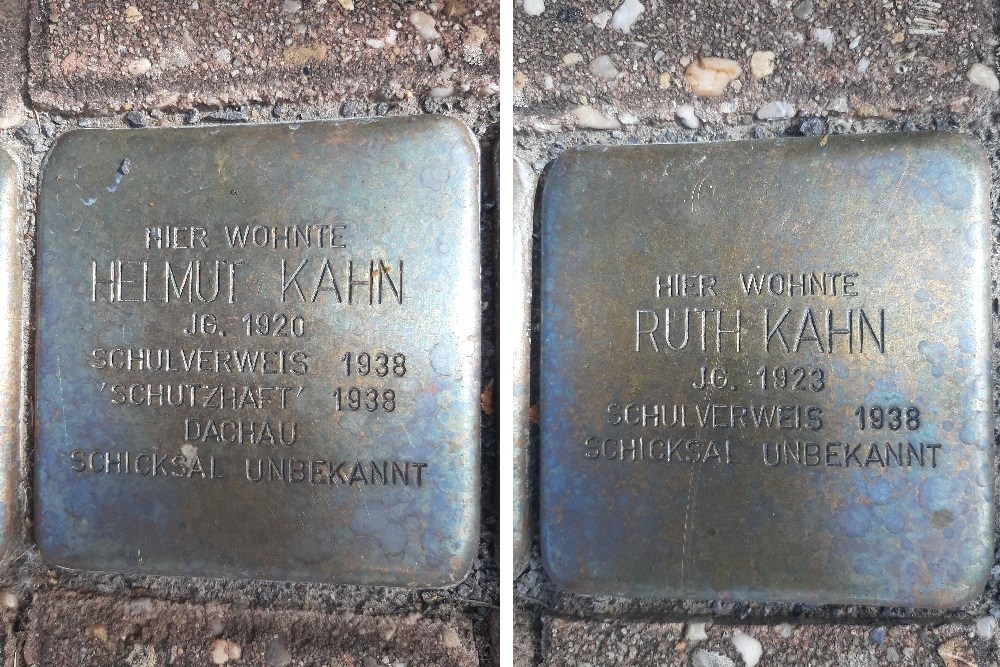 HIER WOHNTE
HELMUT KAHN
JG. 1920
SCHULVERWEIS 1938
'SCHUTZHAFT' 1938
DACHAU
SCHICKSAL UNBEKANNT
HIER WOHNTE
RUTH KAHN
JG. 1923
SCHULVERWEIS 1938
SCHICKSAL UNBEKANNT